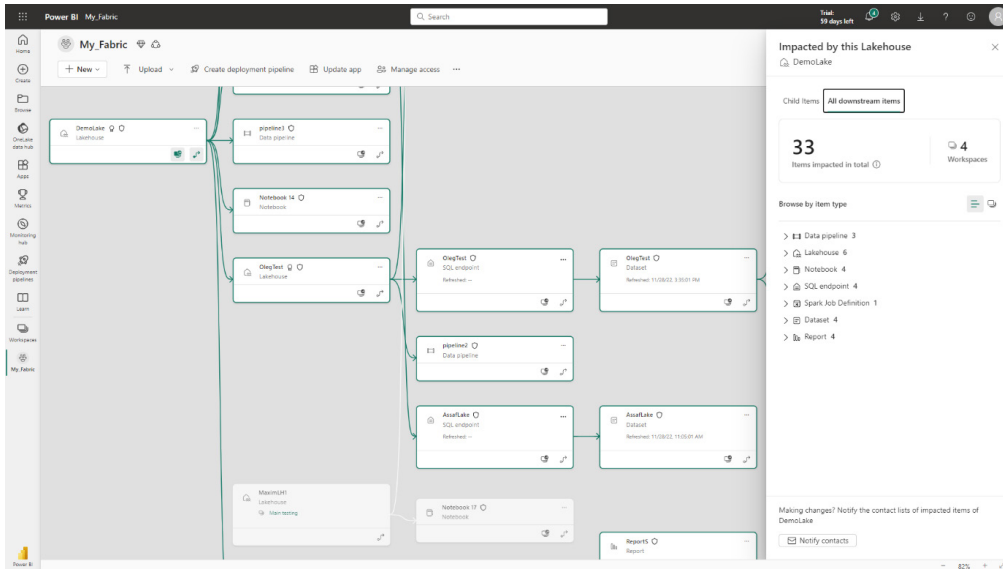 Power BI My_Fabric
Search
Trial:
59 days left
4
Home
Create
Browse
OneLake
data hub
Apps
Metrics
Monitoring
hub
Deployment
pipelines
Learn
Workspaces
My_Fabric
Power BI
My_Fabric
New
Upload
Create deployment pipeline
Update app
Manage access
DemoLake
Lakehouse
pipeline3
Data pipeline
Notebook 14
Notebook
OlegTest
Lakehouse
OlegTest
SQL endpoint
Refreshed: --
OlegTest
Dataset
Refreshed: 11/28/22, 3:35:01 PM
pipeline2
Data pipeline
AssafLake
SQL endpoint
Refreshed: --
AssafLake
Dataset
Refreshed: 11/28/22, 11:05:01 AM
MaximLH1
Lakehouse
Main testing
Notebook 17
Notebook
Report5
Report
Impacted by this Lakehouse
DemoLake
Child Items All downstream items
33
Items impacted in total
4
Workspaces
Browse by item type
Data pipeline 3
Lakehouse 6
Notebook 4
SQL endpoint 4
Spark Job Definition 1
Dataset 4
Report 4
Making changes? Notify the contact lists of impacted items of
DemoLake
Notify contacts
- 82% +